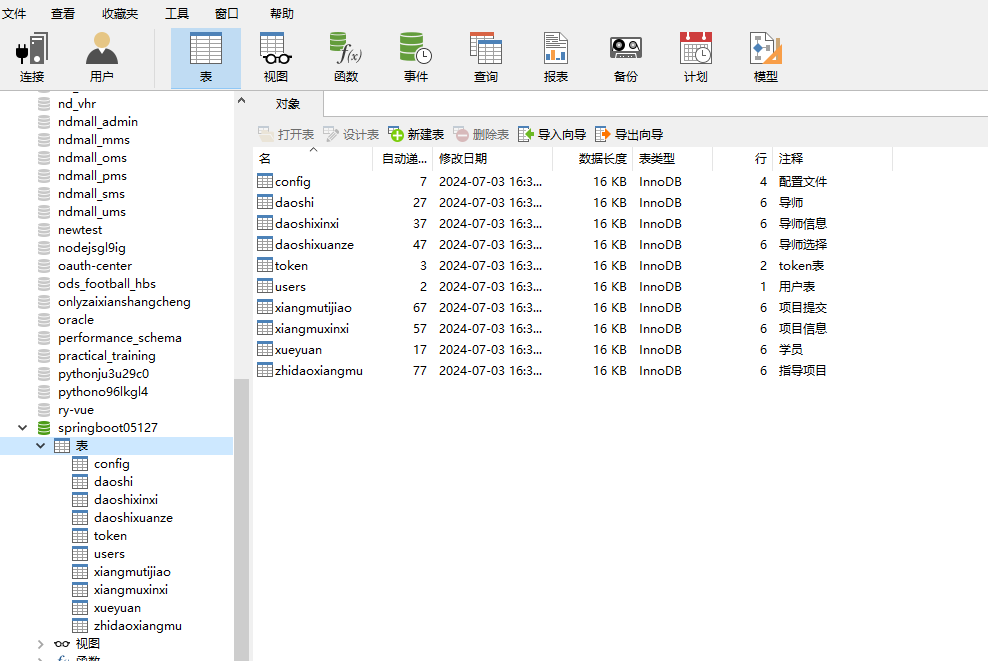 文件 查看 收藏夹 工具 窗口 帮助
连接 用户 表 视图 函数 事件 查询 报表 备份 计划 模型
f(x)
nd_vhr
ndmall_admin
ndmall_mms
ndmall_oms
ndmall_pms
ndmall_sms
ndmall_ums
newtest
nodejsgl9ig
oauth-center
ods_football_hbs
onlyzaixianshangcheng
oracle
performance_schema
practical_training
pythonju3u29c0
pythono96lkgl4
ry-vue
springboot05127
表
config
daoshi
daoshixinxi
daoshixuanze
token
users
xiangmutijiao
xiangmuxinxi
xueyuan
zhidaoxiangmu
视图
函数
对象
打开表 设计表 新建表 删除表 导入向导 导出向导
名 自动递... 修改日期 数据长度 表类型 行 注释
config 7 2024-07-03 16:3... 16 KB InnoDB 4 配置文件
daoshi 27 2024-07-03 16:3... 16 KB InnoDB 6 导师
daoshixinxi 37 2024-07-03 16:3... 16 KB InnoDB 6 导师信息
daoshixuanze 47 2024-07-03 16:3... 16 KB InnoDB 6 导师选择
token 3 2024-07-03 16:3... 16 KB InnoDB 2 token表
users 2 2024-07-03 16:3... 16 KB InnoDB 1 用户表
xiangmutijiao 67 2024-07-03 16:3... 16 KB InnoDB 6 项目提交
xiangmuxinxi 57 2024-07-03 16:3... 16 KB InnoDB 6 项目信息
xueyuan 17 2024-07-03 16:3... 16 KB InnoDB 6 学员
zhidaoxiangmu 77 2024-07-03 16:3... 16 KB InnoDB 6 指导项目